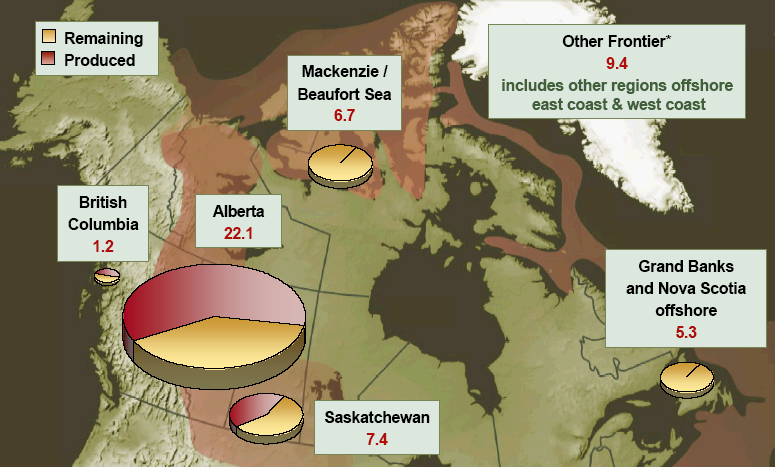 Remaining
Produced
Other Frontier*
9.4
includes other regions offshore
east coast & west coast
Mackenzie /
Beaufort Sea
6.7
British
Columbia
1.2
Alberta
22.1
Grand Banks
and Nova Scotia
offshore
5.3
Saskatchewan
7.4